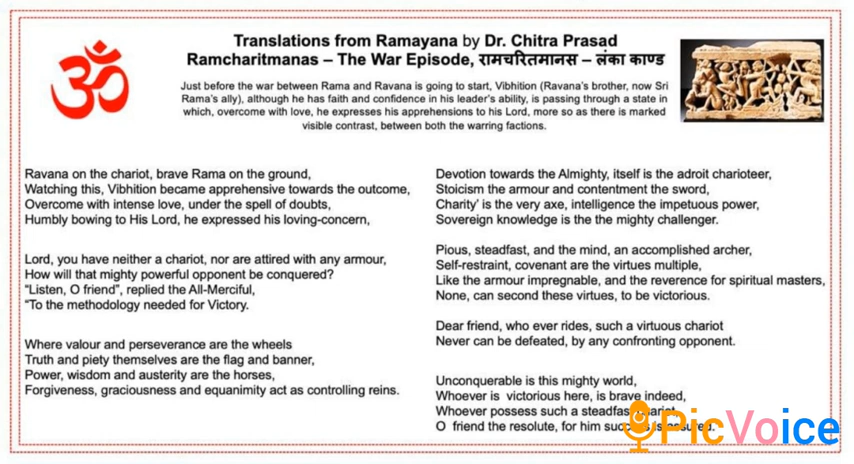 Translations from Ramayana by Dr. Chitra Prasad
Ramcharitmanas – The War Episode, रामचरितमानस – लंका काण्ड
Just before the war between Rama and Ravana is going to start, Vibhition (Ravana's brother, now Sri
Rama's ally), although he has faith and confidence in his leader's ability, is passing through a state in
which, overcome with love, he expresses his apprehensions to his Lord, more so as there is marked
visible contrast, between both the warring factions.
Ravana on the chariot, brave Rama on the ground,
Watching this, Vibhition became apprehensive towards the outcome,
Overcome with intense love, under the spell of doubts,
Humbly bowing to His Lord, he expressed his loving-concern,
Lord, you have neither a chariot, nor are attired with any armour,
How will that mighty powerful opponent be conquered?
“Listen, O friend”, replied the All-Merciful,
“To the methodology needed for Victory.
Where valour and perseverance are the wheels
Truth and piety themselves are the flag and banner,
Power, wisdom and austerity are the horses,
Forgiveness, graciousness and equanimity act as controlling reins.
Devotion towards the Almighty, itself is the adroit charioteer,
Stoicism the armour and contentment the sword,
Charity' is the very axe, intelligence the impetuous power,
Sovereign knowledge is the the mighty challenger.
Pious, steadfast, and the mind, an accomplished archer,
Self-restraint, covenant are the virtues multiple,
Like the armour impregnable, and the reverence for spiritual masters,
None, can second these virtues, to be victorious.
Dear friend, who ever rides, such a virtuous chariot
Never can be defeated, by any confronting opponent.
Unconquerable is this mighty world,
Whoever is victorious here, is brave indeed,
Whoever possess such a steadfast chariot,
O friend the resolute, for him success is assured.
ॐ
PicVoice